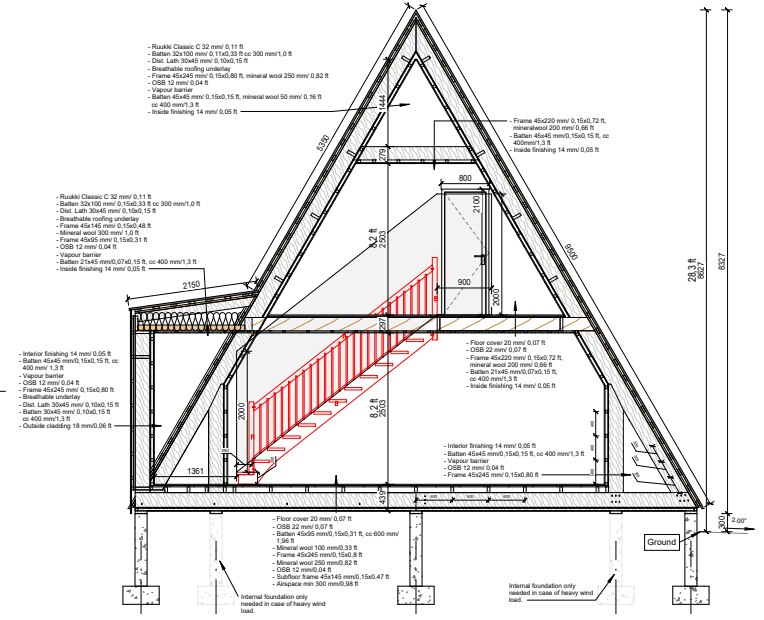 - Ruukki Classic C 32 mm/ 0,11 ft
- Batten 32x100 mm/ 0,11x0,33 ft cc 300 mm/1,0 ft
- Dist. Lath 30x45 mm/ 0,10x0,15 ft
- Breathable roofing underlay
- Frame 45x245 mm/ 0,15x0,80 ft, mineral wool 250 mm/ 0,82 ft
- OSB 12 mm/ 0,04 ft
- Vapour barrier
- Batten 45x45 mm/ 0,15x0,15 ft, mineral wool 50 mm/ 0,16 ft
cc 400 mm/1,3 ft
- Inside finishing 14 mm/ 0,05 ft
- Frame 45x220 mm/ 0,15x0,72 ft,
mineralwool 200 mm/ 0,66 ft
- Batten 45x45 mm/0,15x0,15 ft, cc
400mm/1,3 ft
- Inside finishing 14 mm/ 0,05 ft
1444
5350
279
800
2100
8,2 ft
2503
900
2000
9500
28,3 ft
8627
8327
- Ruukki Classic C 32 mm/ 0,11 ft
- Batten 32x100 mm/ 0,15x0,33 ft cc 300 mm/1,0 ft
- Dist. Lath 30x45 mm/ 0,10x0,15 ft
- Breathable roofing underlay
- Frame 45x145 mm/ 0,15x0,48 ft
- Mineral wool 300 mm/ 1,0 ft
- Frame 45x95 mm/ 0,15x0,31 ft
- OSB 12 mm/ 0,04 ft
- Vapour barrier
- Batten 21x45 mm/0,07x0,15 ft, cc 400 mm/1,3 ft
- Inside finishing 14 mm/ 0,05 ft
2150
297
- Interior finishing 14 mm/ 0,05 ft
- Batten 45x45 mm/0,15x0,15 ft, cc
400 mm/ 1,3 ft
- Vapour barrier
- OSB 12 mm/ 0,04 ft
- Frame 45x245 mm/ 0,15x0,80 ft
- Breathable underlay
- Dist. Lath 30x45 mm/ 0,10x0,15 ft
- Batten 30x45 mm/ 0,10x0,15 ft
cc 400 mm/1,3 ft
- Outside cladding 18 mm/0,06 ft
- Floor cover 20 mm/ 0,07 ft
- OSB 22 mm/ 0,07 ft
- Frame 45x220 mm/ 0,15x0,72 ft,
mineral wool 200 mm/ 0,66 ft
- Batten 21x45 mm/0,07x0,15 ft,
cc 400 mm/1,3 ft
- Inside finishing 14 mm/ 0,05 ft
2000
8,2 ft
2503
- Interior finishing 14 mm/ 0,05 ft
- Batten 45x45 mm/ 0,15x0,15 ft, cc 400 mm/1,3 ft
- Vapour barrier
- OSB 12 mm/ 0,04 ft
- Frame 45x245 mm/ 0,15x0,80 ft
1361
439
300
2.00°
Ground
- Floor cover 20 mm/ 0,07 ft
- OSB 22 mm/ 0,07 ft
- Batten 45x95 mm/0,15x0,31 ft, cc 600 mm/
1,96 ft
- Mineral wool 100 mm/0,33 ft
- Frame 45x245 mm/0,15x0,8 ft
- Mineral wool 250 mm/0,82 ft
- OSB 12 mm/0,04 ft
- Subfloor frame 45x145 mm/0,15x0,47 ft
- Airspace min 300 mm/0,98 ft
Internal foundation only
needed in case of heavy wind
load.
Internal foundation only
needed in case of heavy wind
load.